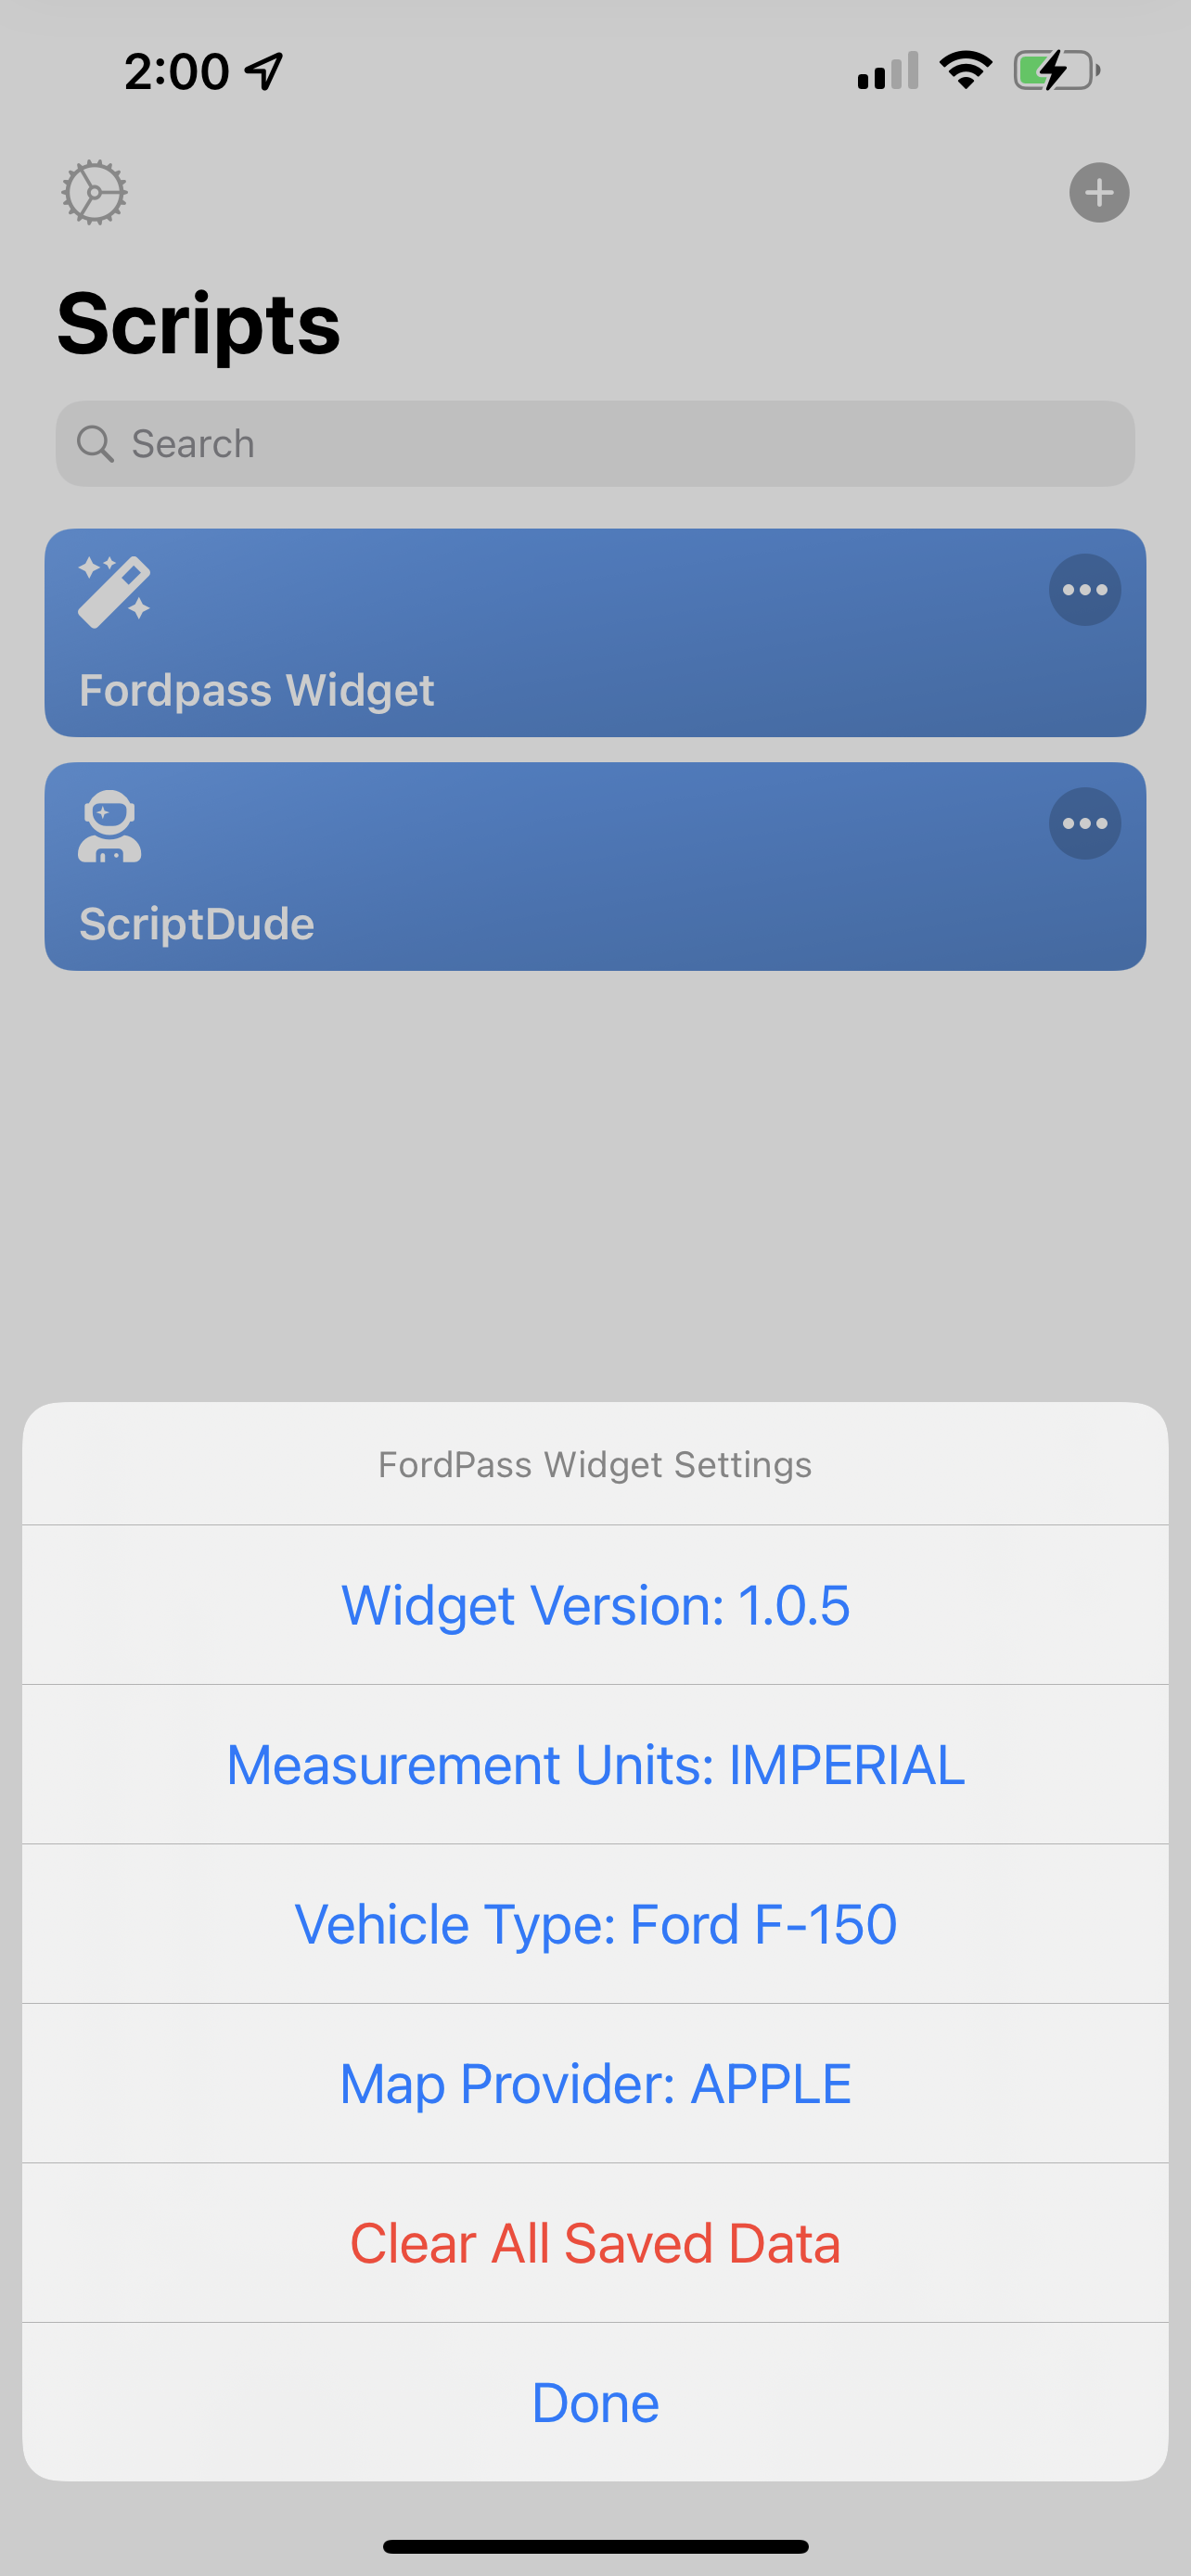 2:00
Scripts
Search
Fordpass Widget
ScriptDude
FordPass Widget Settings
Widget Version: 1.0.5
Measurement Units: IMPERIAL
Vehicle Type: Ford F-150
Map Provider: APPLE
Clear All Saved Data
Done